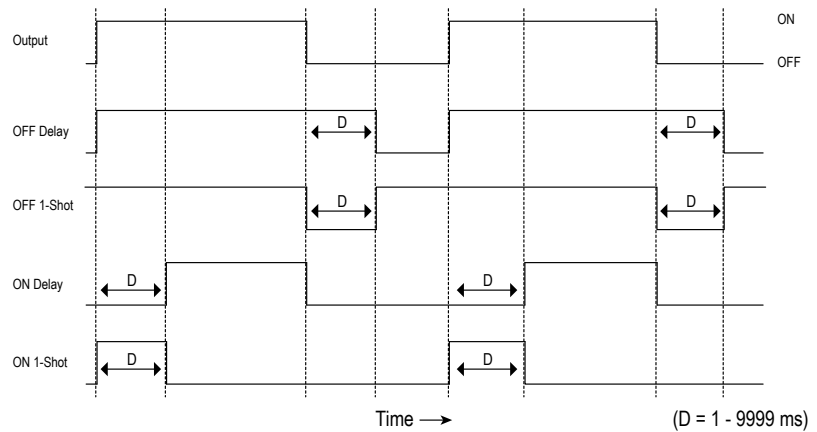 ON
Output
OFF
OFF Delay
D
D
OFF 1-Shot
D
D
ON Delay
D
D
ON 1-Shot
D
D
Time →
(D = 1 - 9999 ms)